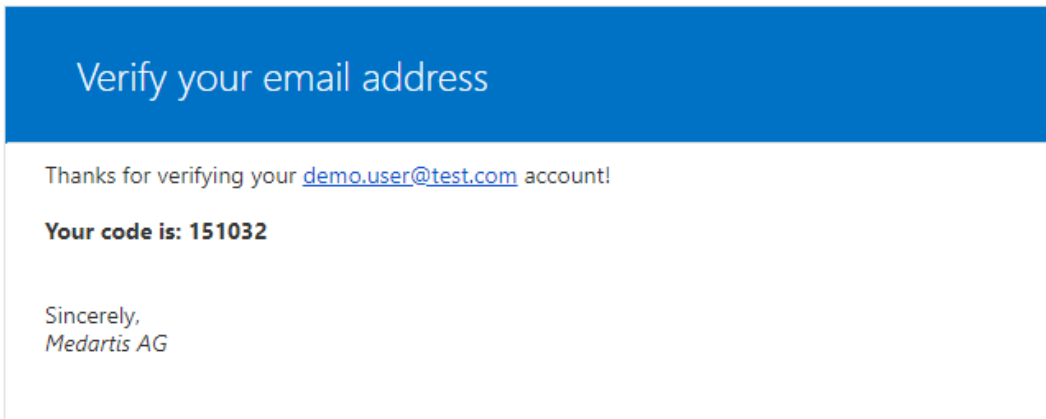 Verify your email address
Thanks for verifying your demo.user@test.com account!
Your code is: 151032
Sincerely,
Medartis AG